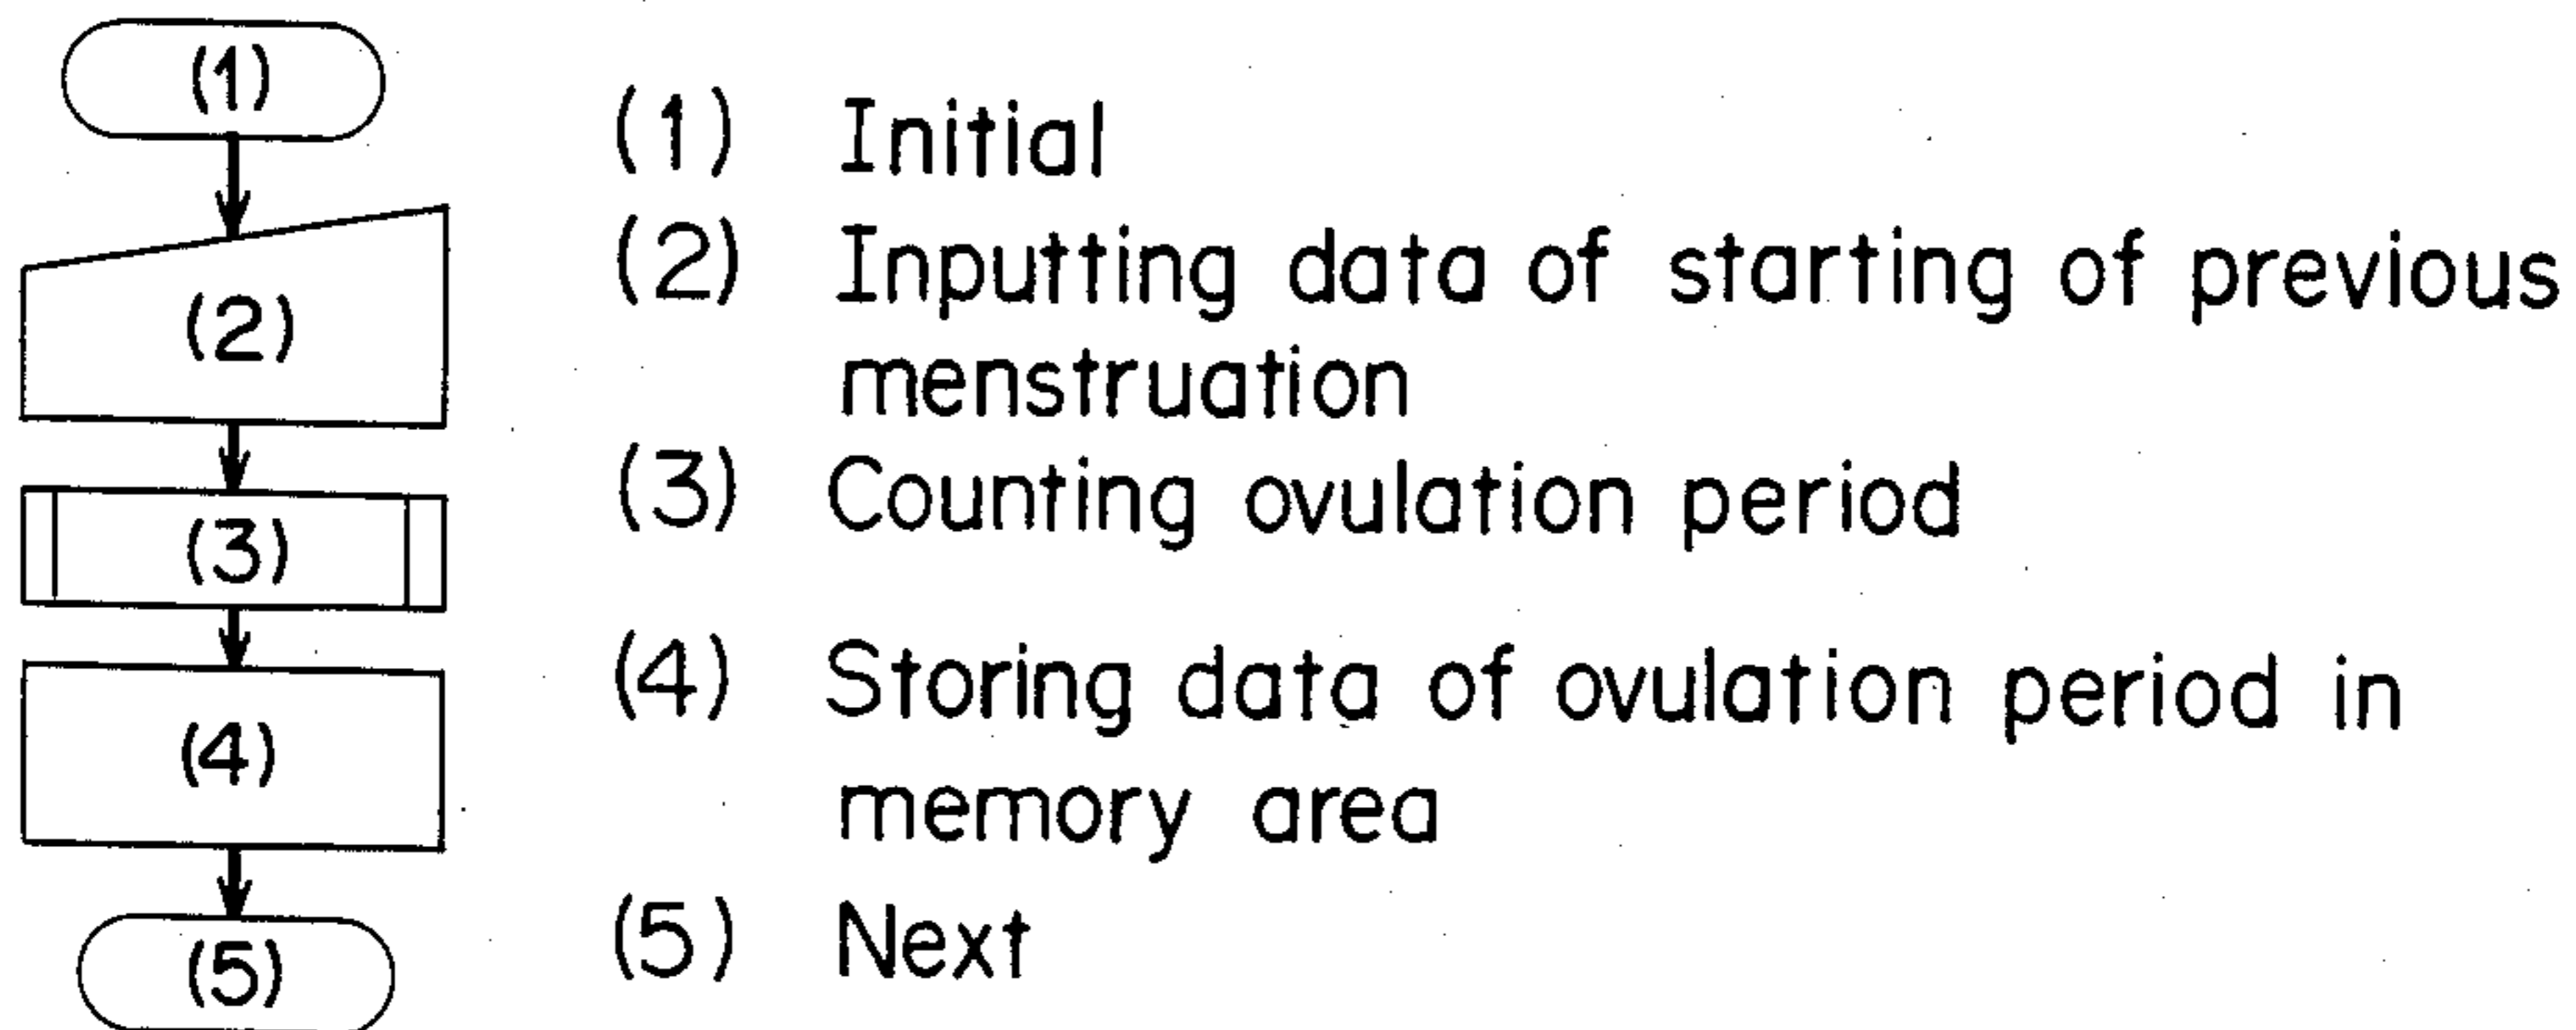 (1)
(1) Initial
(2) Inputting data of starting of previous
(2)
menstruation
(3) Counting ovulation period
(3)
(4) Storing data of ovulation period in
(4)
memory area
(5) Next
(5)